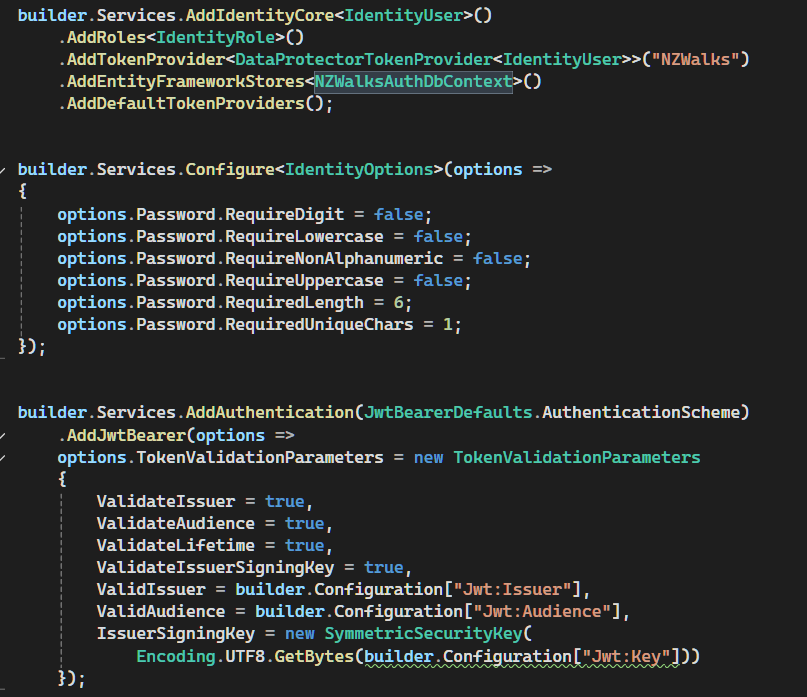 builder.Services.AddIdentityCore<IdentityUser>()
    .AddRoles<IdentityRole>()
    .AddTokenProvider<DataProtectorTokenProvider<IdentityUser>>("NZWalks")
    .AddEntityFrameworkStores<NZWalksAuthDbContext>()
    .AddDefaultTokenProviders();
builder.Services.Configure<IdentityOptions>(options =>
{
    options.Password.RequireDigit = false;
    options.Password.RequireLowercase = false;
    options.Password.RequireNonAlphanumeric = false;
    options.Password.RequireUppercase = false;
    options.Password.RequiredLength = 6;
    options.Password.RequiredUniqueChars = 1;
});
builder.Services.AddAuthentication(JwtBearerDefaults.AuthenticationScheme)
    .AddJwtBearer(options =>
    options.TokenValidationParameters = new TokenValidationParameters
    {
        ValidateIssuer = true,
        ValidateAudience = true,
        ValidateLifetime = true,
        ValidateIssuerSigningKey = true,
        ValidIssuer = builder.Configuration["Jwt:Issuer"],
        ValidAudience = builder.Configuration["Jwt:Audience"],
        IssuerSigningKey = new SymmetricSecurityKey(
            Encoding.UTF8.GetBytes(builder.Configuration["Jwt:Key"]))
    });